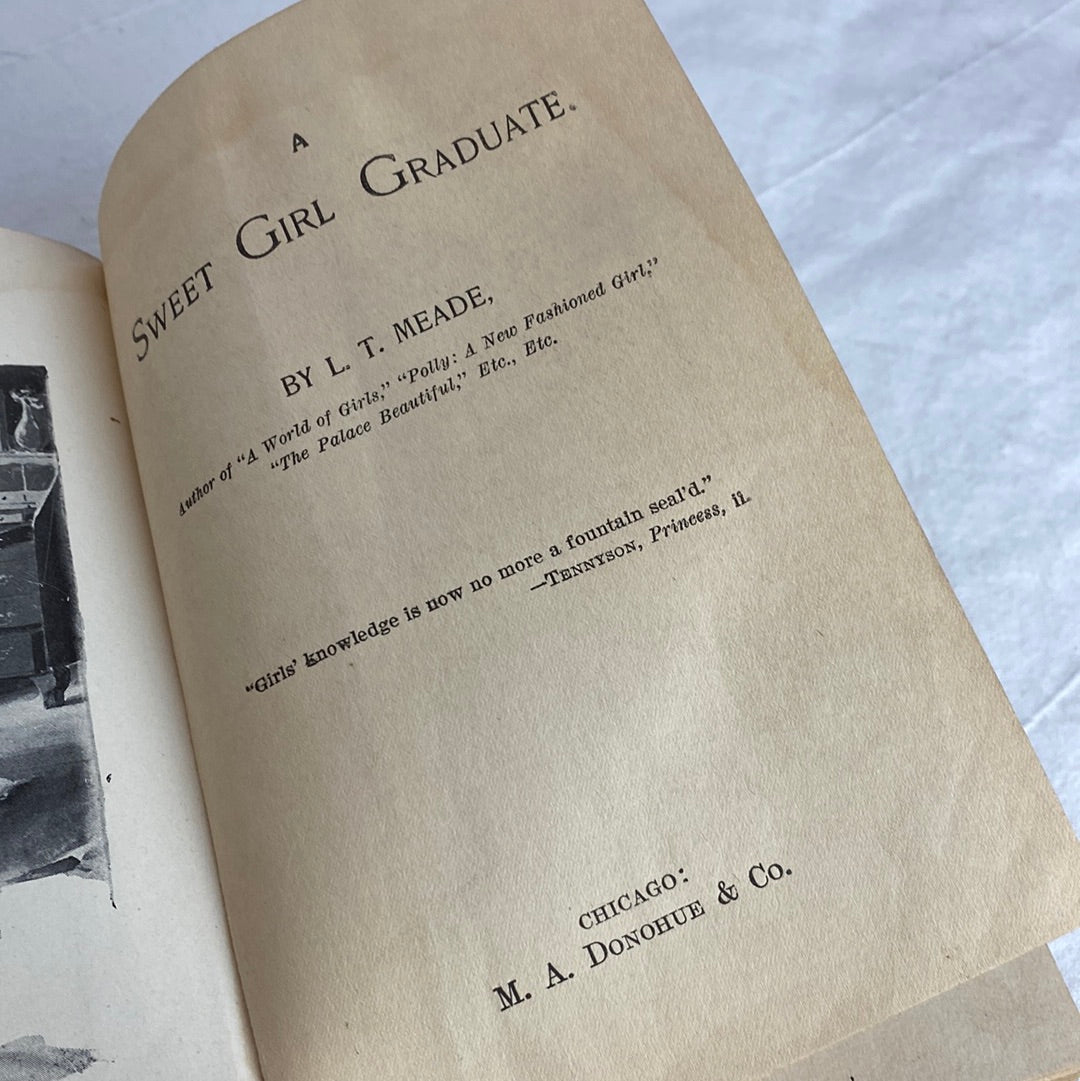 A
SWEET GIRL GRADUATE.
BY L. T. MEADE,
Author of “A World of Girls,” “Polly: A New Fashioned Girl,”
“The Palace Beautiful,” Etc., Etc.
“Girls’ knowledge is now no more a fountain seal’d.”
—TENNYSON, Princess, ii.
CHICAGO:
M. A. DONOHUE & CO.